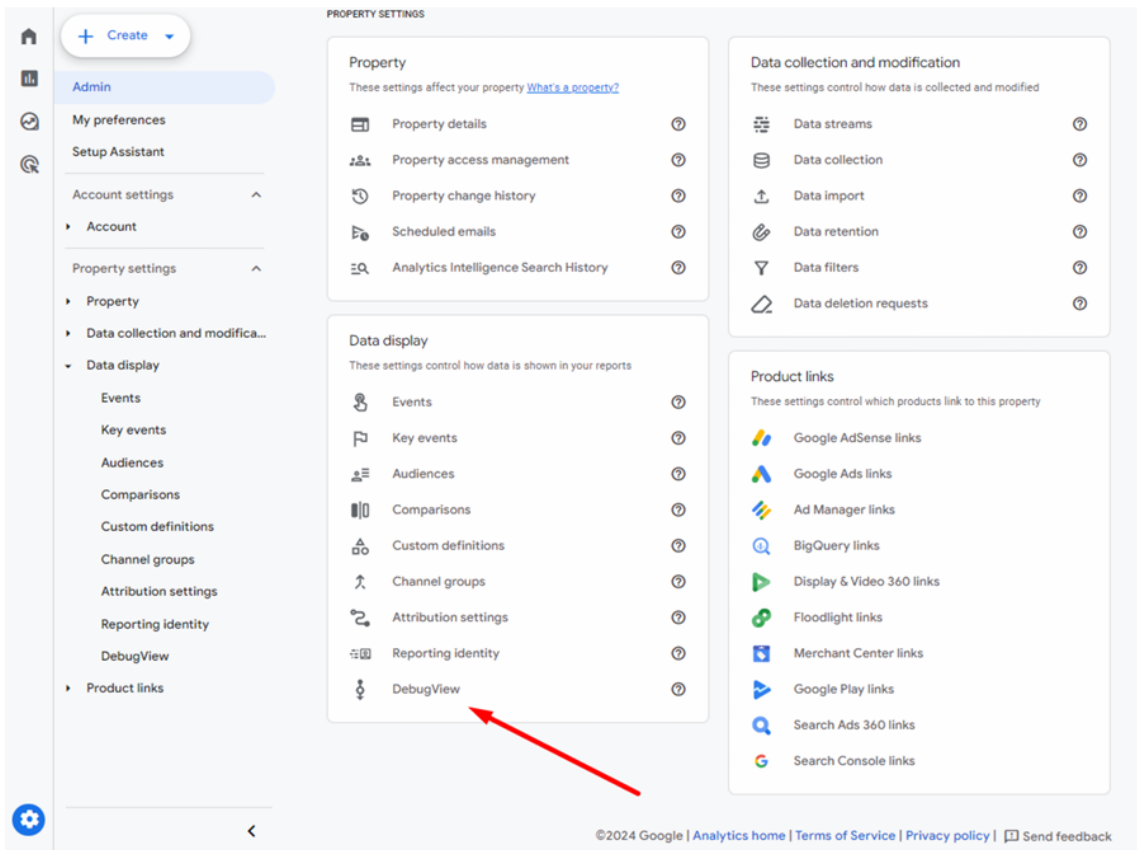 Create
Admin
My preferences
Setup Assistant
Account settings
Account
Property settings
Property
Data collection and modifica...
Data display
Events
Key events
Audiences
Comparisons
Custom definitions
Channel groups
Attribution settings
Reporting identity
DebugView
Product links
PROPERTY SETTINGS
Property
These settings affect your property What's a property?
Property details
Property access management
Property change history
Scheduled emails
Analytics Intelligence Search History
Data display
These settings control how data is shown in your reports
Events
Key events
Audiences
Comparisons
Custom definitions
Channel groups
Attribution settings
Reporting identity
DebugView
Data collection and modification
These settings control how data is collected and modified
Data streams
Data collection
Data import
Data retention
Data filters
Data deletion requests
Product links
These settings control which products link to this property
Google AdSense links
Google Ads links
Ad Manager links
BigQuery links
Display & Video 360 links
Floodlight links
Merchant Center links
Google Play links
Search Ads 360 links
Search Console links
©2024 Google | Analytics home | Terms of Service | Privacy policy | Send feedback